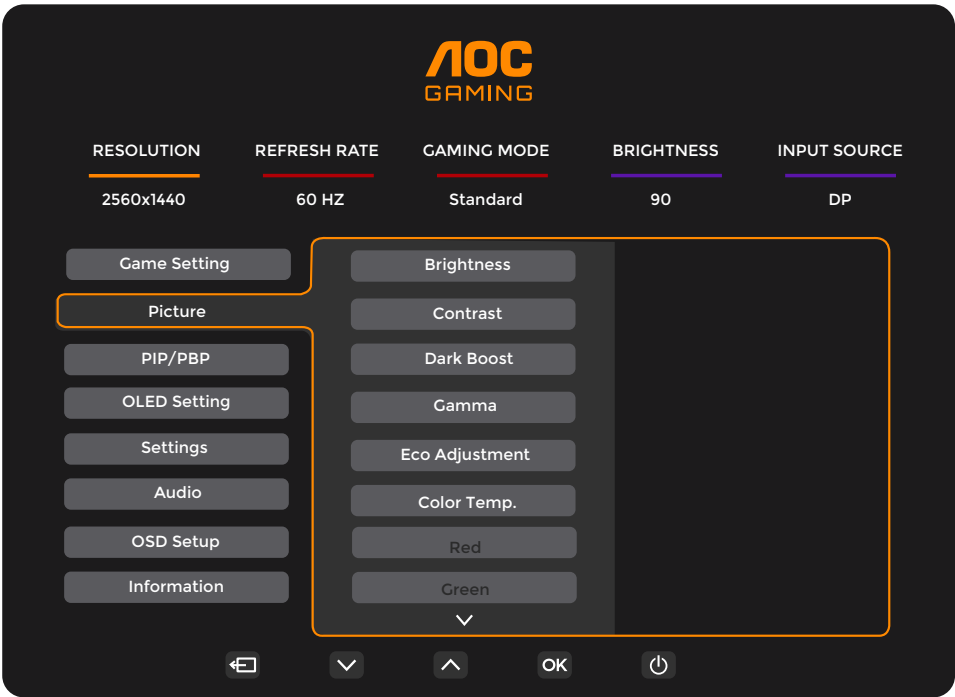 AOC
GAMING
RESOLUTION REFRESH RATE GAMING MODE BRIGHTNESS INPUT SOURCE
2560x1440 60 HZ Standard 90 DP
Game Setting
Picture
PIP/PBP
OLED Setting
Settings
Audio
OSD Setup
Information
Brightness
Contrast
Dark Boost
Gamma
Eco Adjustment
Color Temp.
Red
Green
OK